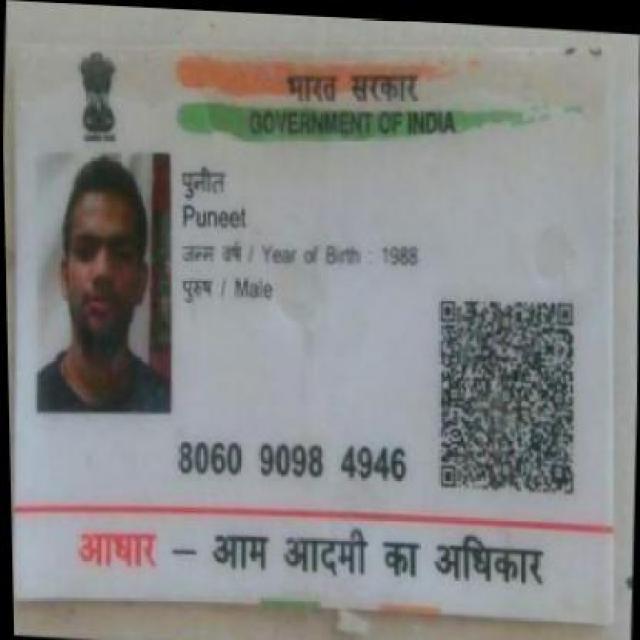 भारत सरकार
GOVERNMENT OF INDIA
पुनीत
Puneet
जन्म वर्ष / Year of Birth : 1988
पुरुष / Male
8060 9098 4946
आधार – आम आदमी का अधिकार